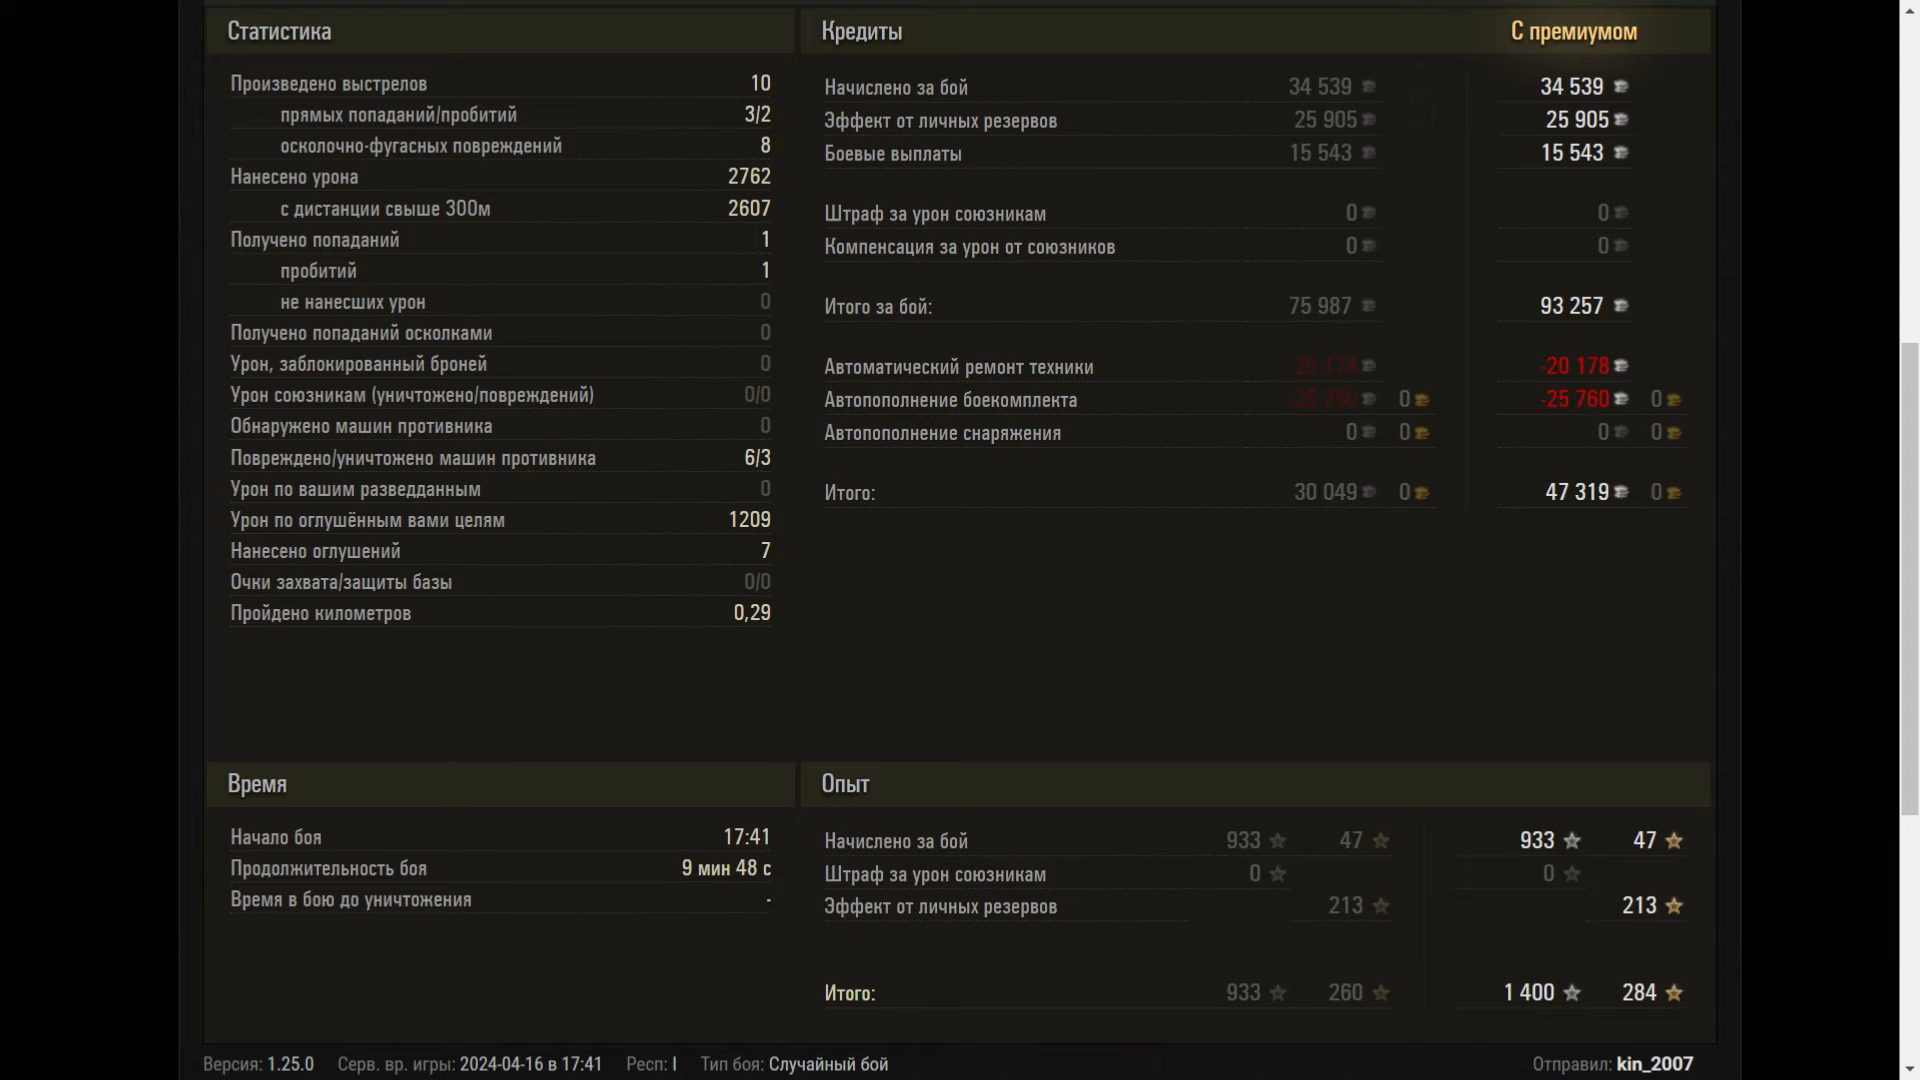 Статистика
Произведено выстрелов 10
прямых попаданий/пробитий 3/2
осколочно-фугасных повреждений 8
Нанесено урона 2762
с дистанции свыше 300м 2607
Получено попаданий 1
пробитий 1
не нанесших урон 0
Получено попаданий осколками 0
Урон, заблокированный броней 0
Урон союзникам (уничтожено/повреждений) 0/0
Обнаружено машин противника 0
Повреждено/уничтожено машин противника 6/3
Урон по вашим разведданным 0
Урон по оглушённым вами целям 1209
Нанесено оглушений 7
Очки захвата/защиты базы 0/0
Пройдено километров 0,29
Кредиты С премиумом
Начислено за бой 34 539 34 539
Эффект от личных резервов 25 905 25 905
Боевые выплаты 15 543 15 543
Штраф за урон союзникам 0 0
Компенсация за урон от союзников 0 0
Итого за бой: 75 987 93 257
Автоматический ремонт техники -20 178 -20 178
Автопополнение боекомплекта -25 760 0 -25 760 0
Автопополнение снаряжения 0 0 0 0
Итого: 30 049 0 47 319 0
Время
Начало боя 17:41
Продолжительность боя 9 мин 48 с
Время в бою до уничтожения -
Опыт
Начислено за бой 933 47 933 47
Штраф за урон союзникам 0 0
Эффект от личных резервов 213 213
Итого: 933 260 1 400 284
Версия: 1.25.0 Серв. вр. игры: 2024-04-16 в 17:41 Респ: I Тип боя: Случайный бой Отправил: kin_2007